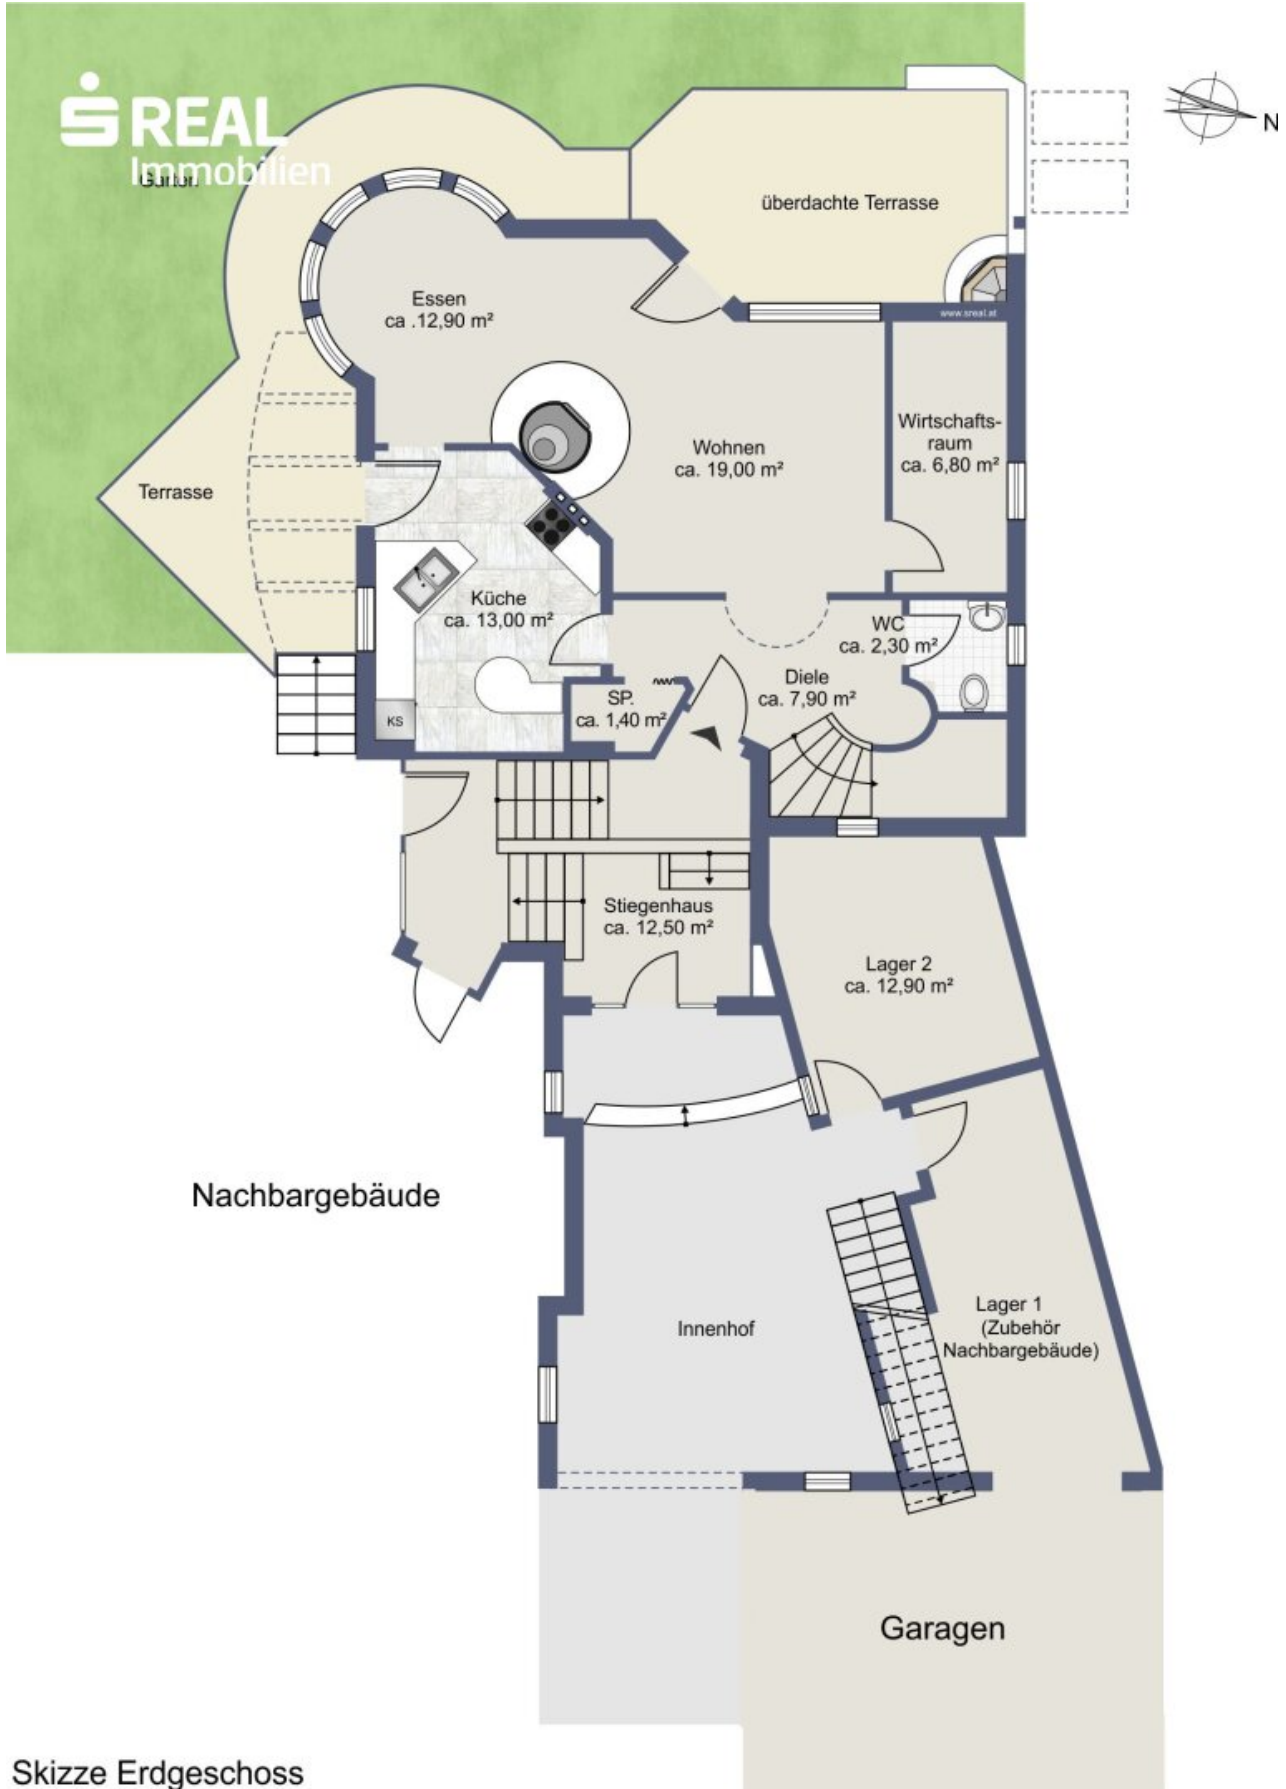 S REAL
Immobilien
Garten
N
überdachte Terrasse
www.sreal.at
Essen
ca .12,90 m²
Wohnen
ca. 19,00 m²
Wirtschafts-
raum
ca. 6,80 m²
Terrasse
Küche
ca. 13,00 m²
WC
ca. 2,30 m²
Diele
ca. 7,90 m²
SP.
ca. 1,40 m²
KS
Stiegenhaus
ca. 12,50 m²
Lager 2
ca. 12,90 m²
Nachbargebäude
Innenhof
Lager 1
(Zubehör
Nachbargebäude)
Garagen
Skizze Erdgeschoss